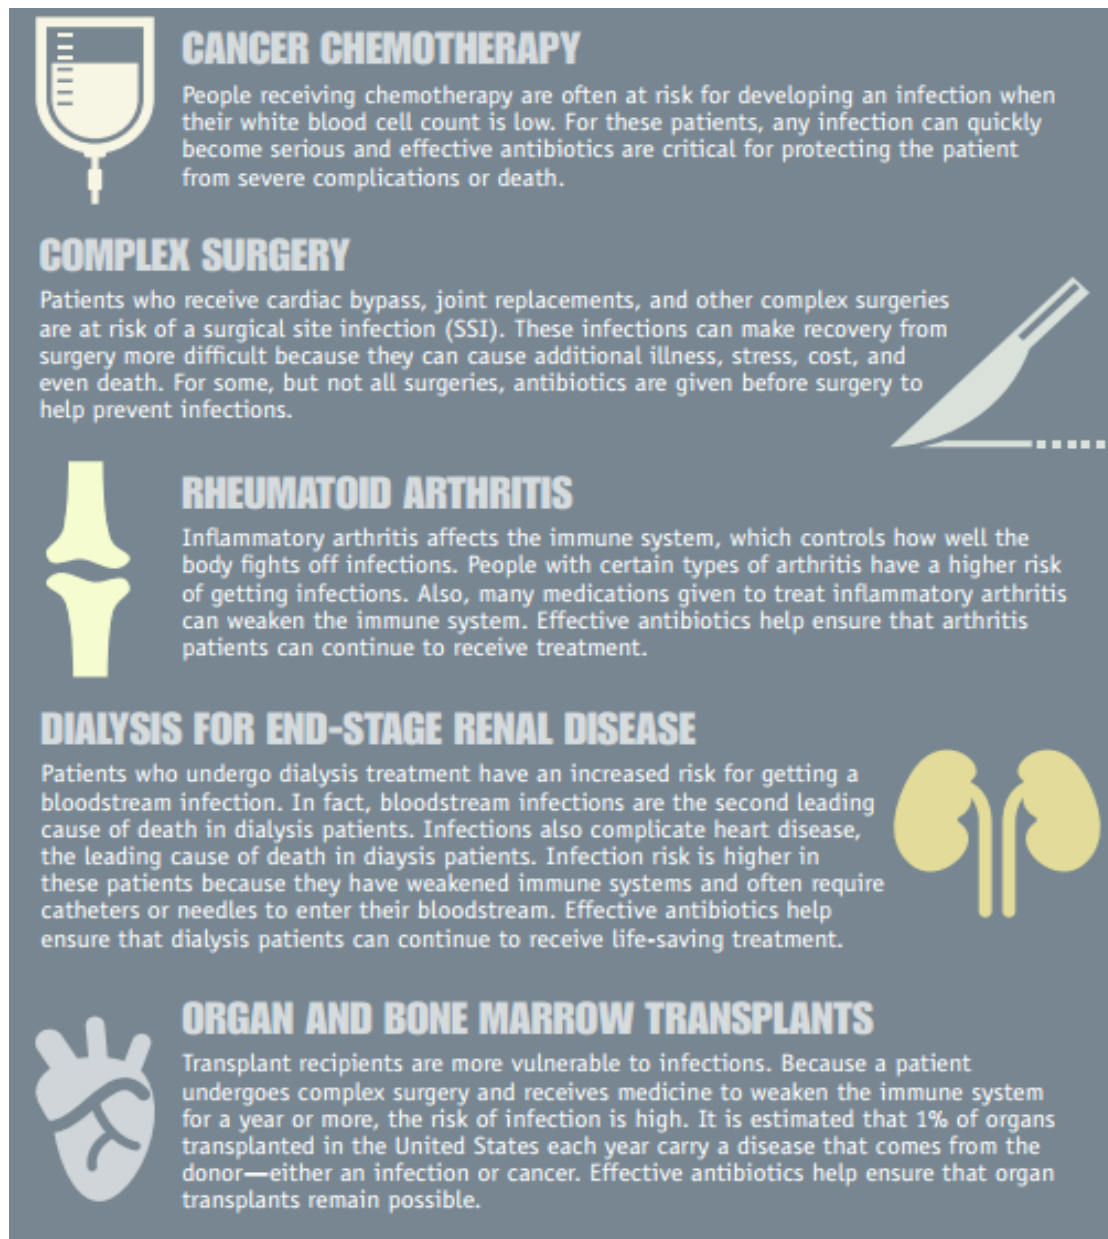 CANCER CHEMOTHERAPY
People receiving chemotherapy are often at risk for developing an infection when
their white blood cell count is low. For these patients, any infection can quickly
become serious and effective antibiotics are critical for protecting the patient
from severe complications or death.
COMPLEX SURGERY
Patients who receive cardiac bypass, joint replacements, and other complex surgeries
are at risk of a surgical site infection (SSI). These infections can make recovery from
surgery more difficult because they can cause additional illness, stress, cost, and
even death. For some, but not all surgeries, antibiotics are given before surgery to
help prevent infections.
RHEUMATOID ARTHRITIS
Inflammatory arthritis affects the immune system, which controls how well the
body fights off infections. People with certain types of arthritis have a higher risk
of getting infections. Also, many medications given to treat inflammatory arthritis
can weaken the immune system. Effective antibiotics help ensure that arthritis
patients can continue to receive treatment.
DIALYSIS FOR END-STAGE RENAL DISEASE
Patients who undergo dialysis treatment have an increased risk for getting a
bloodstream infection. In fact, bloodstream infections are the second leading
cause of death in dialysis patients. Infections also complicate heart disease,
the leading cause of death in diaysis patients. Infection risk is higher in
these patients because they have weakened immune systems and often require
catheters or needles to enter their bloodstream. Effective antibiotics help
ensure that dialysis patients can continue to receive life-saving treatment.
ORGAN AND BONE MARROW TRANSPLANTS
Transplant recipients are more vulnerable to infections. Because a patient
undergoes complex surgery and receives medicine to weaken the immune system
for a year or more, the risk of infection is high. It is estimated that 1% of organs
transplanted in the United States each year carry a disease that comes from the
donor—either an infection or cancer. Effective antibiotics help ensure that organ
transplants remain possible.